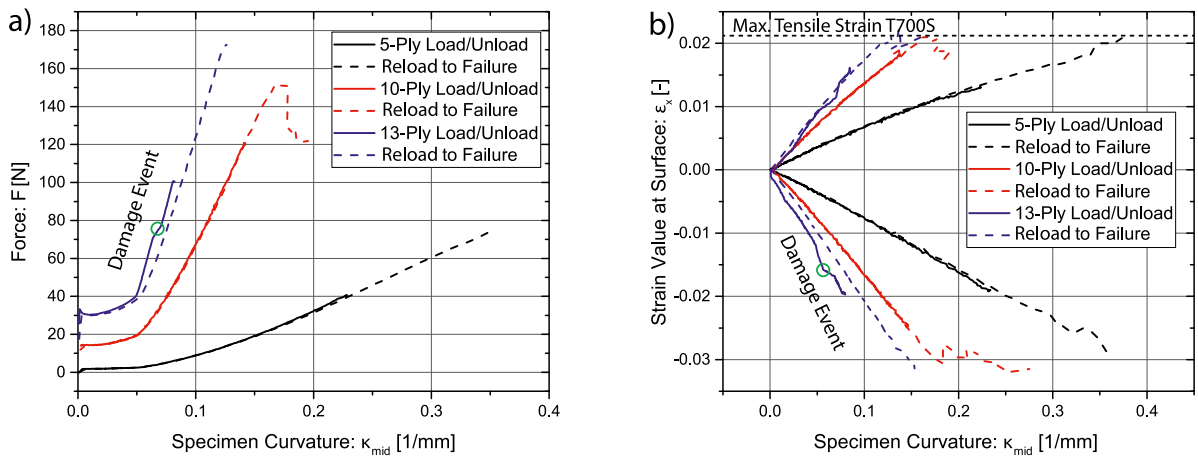 a)
180
160
140
120
100
80
60
40
20
0
Force: F [N]
0.0 0.1 0.2 0.3 0.4
Specimen Curvature: κmid [1/mm]
5-Ply Load/Unload
Reload to Failure
10-Ply Load/Unload
Reload to Failure
13-Ply Load/Unload
Reload to Failure
Damage Event
b)
Max. Tensile Strain T700S
0.02
0.01
0.00
-0.01
-0.02
-0.03
Strain Value at Surface: εx [-]
0.0 0.1 0.2 0.3 0.4
Specimen Curvature: κmid [1/mm]
5-Ply Load/Unload
Reload to Failure
10-Ply Load/Unload
Reload to Failure
13-Ply Load/Unload
Reload to Failure
Damage Event